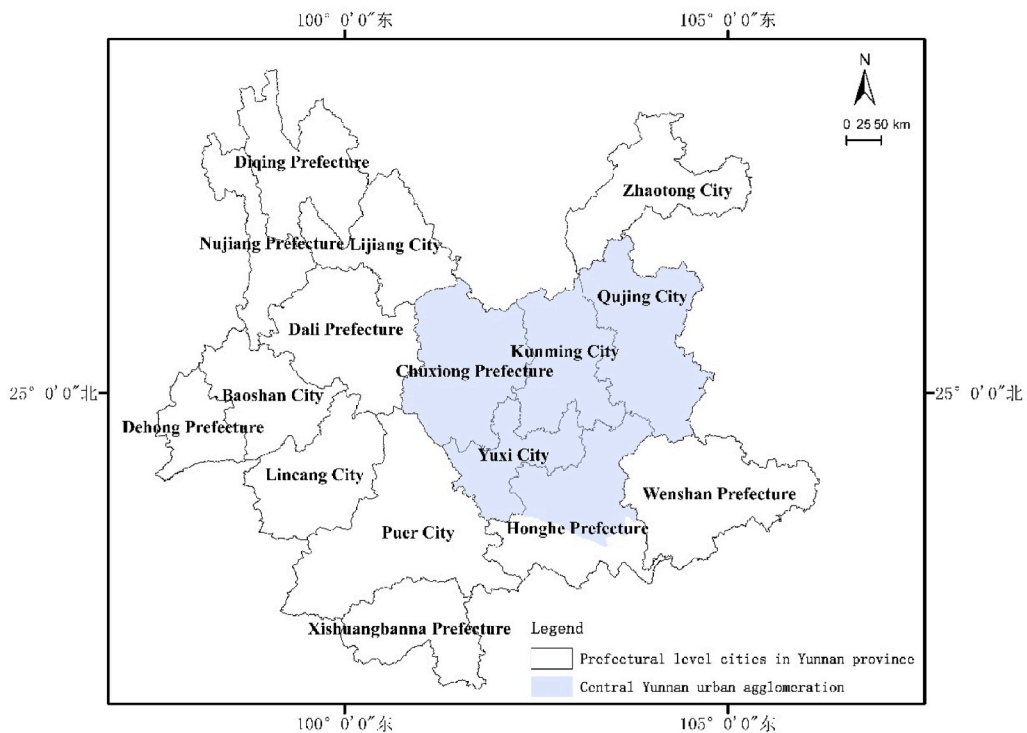 100° 0'0"东
105° 0'0"东
N
0 25 50 km
Diqing Prefecture
Zhaotong City
Nujiang Prefecture
Lijiang City
Qujing City
Dali Prefecture
Kunming City
Chuxiong Prefecture
25° 0'0"北
25° 0'0"北
Baoshan City
Dehong Prefecture
Yuxi City
Lincang City
Wenshan Prefecture
Puer City
Honghe Prefecture
Xishuangbanna Prefecture
Legend
Prefectural level cities in Yunnan province
Central Yunnan urban agglomeration
100° 0'0"东
105° 0'0"东